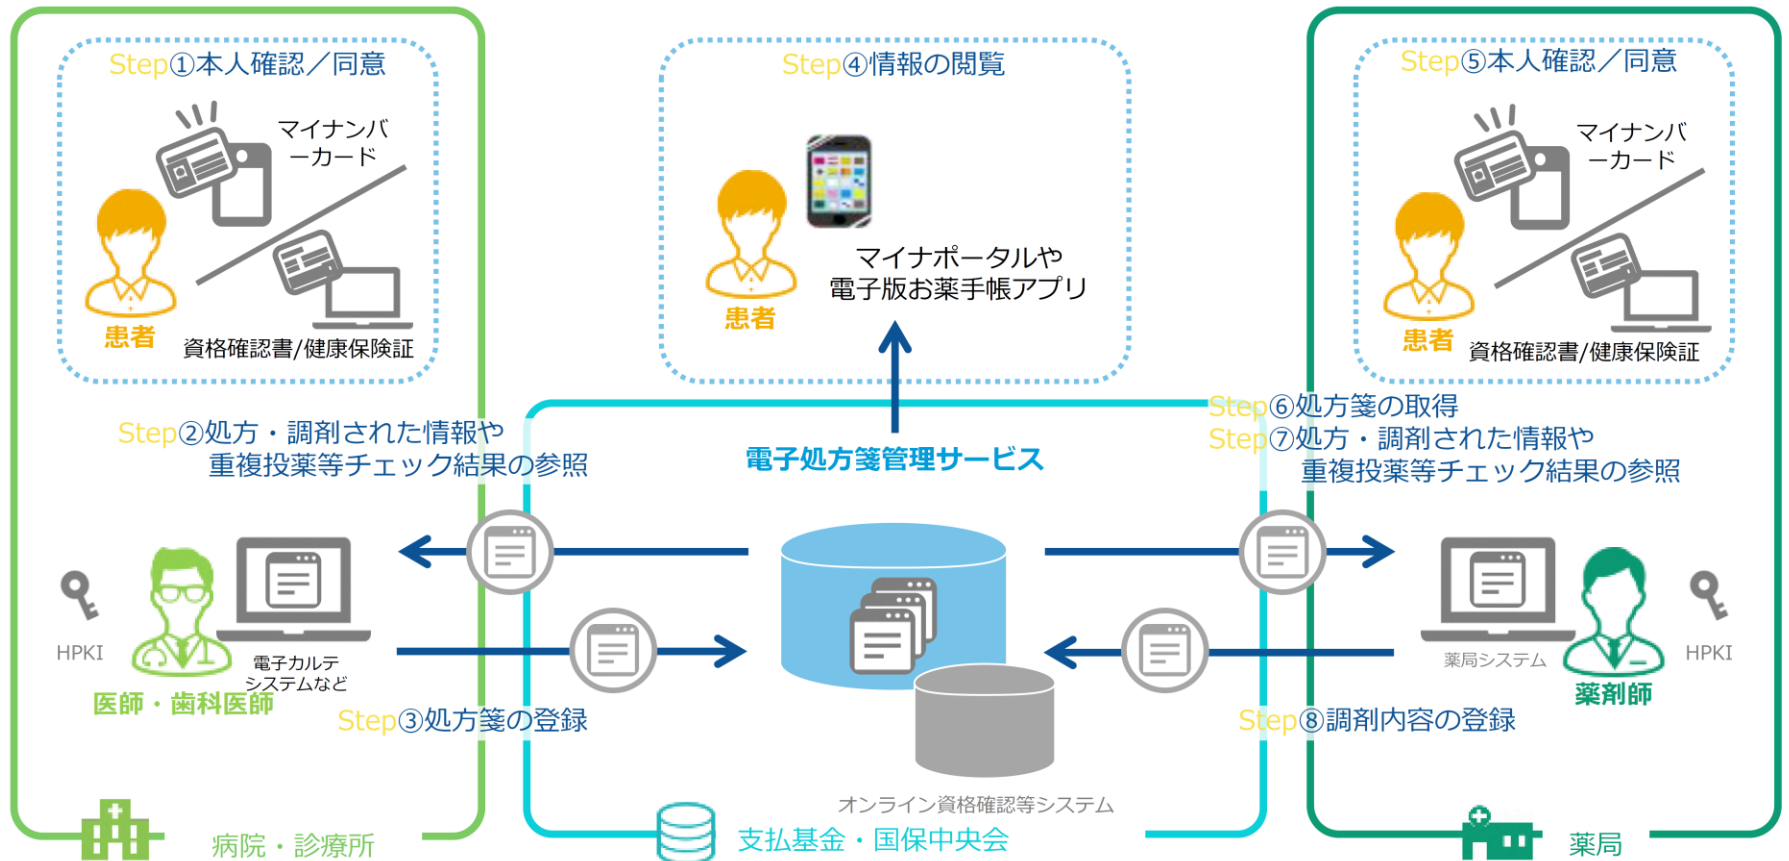 Step①本人確認／同意
マイナンバ
ーカード
患者
資格確認書/健康保険証
Step②処方・調剤された情報や
重複投薬等チェック結果の参照
HPKI
電子カルテ
システムなど
医師・歯科医師
Step③処方箋の登録
病院・診療所
Step④情報の閲覧
患者
マイナポータルや
電子版お薬手帳アプリ
電子処方箋管理サービス
オンライン資格確認等システム
支払基金・国保中央会
Step⑤本人確認／同意
マイナンバ
ーカード
患者
資格確認書/健康保険証
Step⑥処方箋の取得
Step⑦処方・調剤された情報や
重複投薬等チェック結果の参照
薬局システム
HPKI
薬剤師
Step⑧調剤内容の登録
薬局